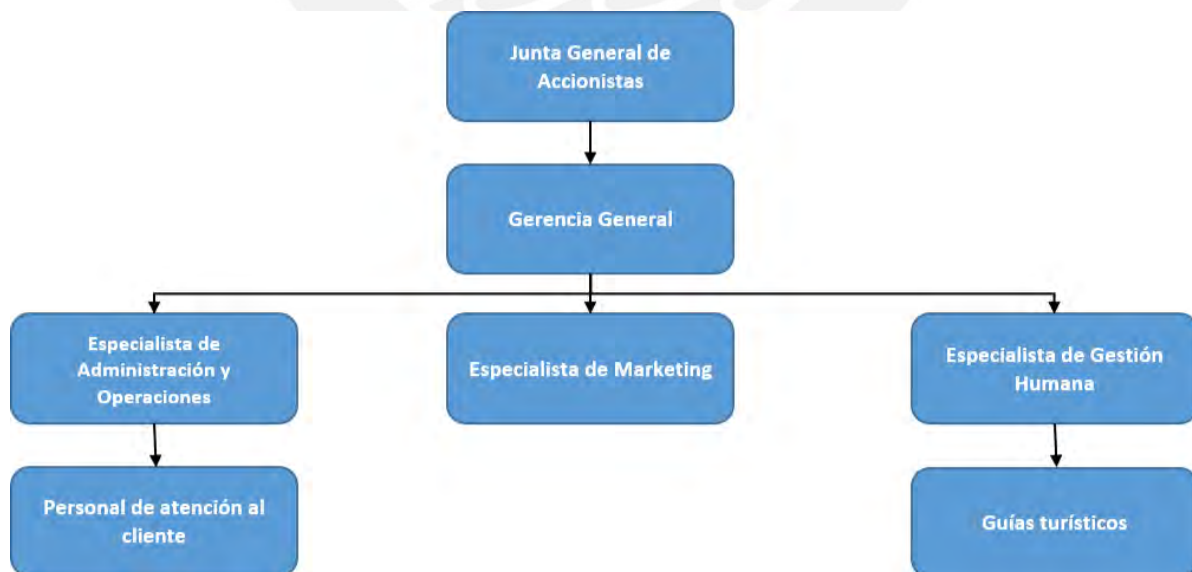 Junta General de
Accionistas
Gerencia General
Especialista de
Administración y
Operaciones
Especialista de Marketing
Especialista de Gestión
Humana
Personal de atención al
cliente
Guías turísticos